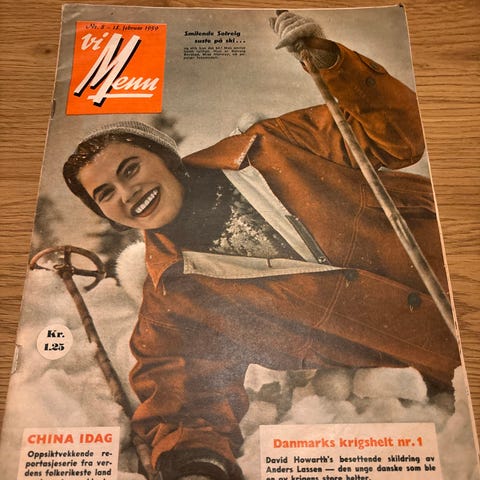 Nr. 8 - 18. februar 1959
Vi
Menn
Smilende Solveig
suste på ski...
Kr.
1.25
CHINA IDAG
Oppsiktvekkende re-
portasjeserie fra ver-
dens folkerikeste land
Danmarks krigshelt nr. 1
David Howarth's besettende skildring av
Anders Lassen — den unge danske som ble
en av krigens store helter.